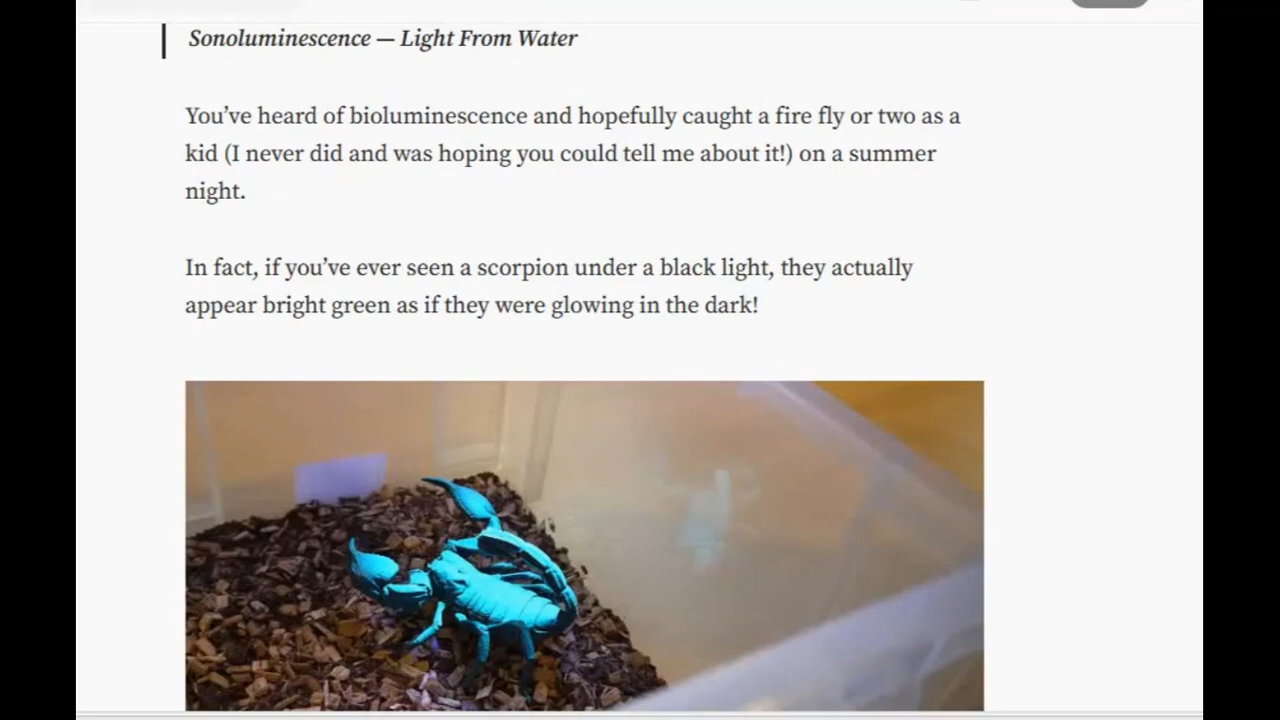 Sonoluminescence — Light From Water
You’ve heard of bioluminescence and hopefully caught a fire fly or two as a
kid (I never did and was hoping you could tell me about it!) on a summer
night.
In fact, if you’ve ever seen a scorpion under a black light, they actually
appear bright green as if they were glowing in the dark!